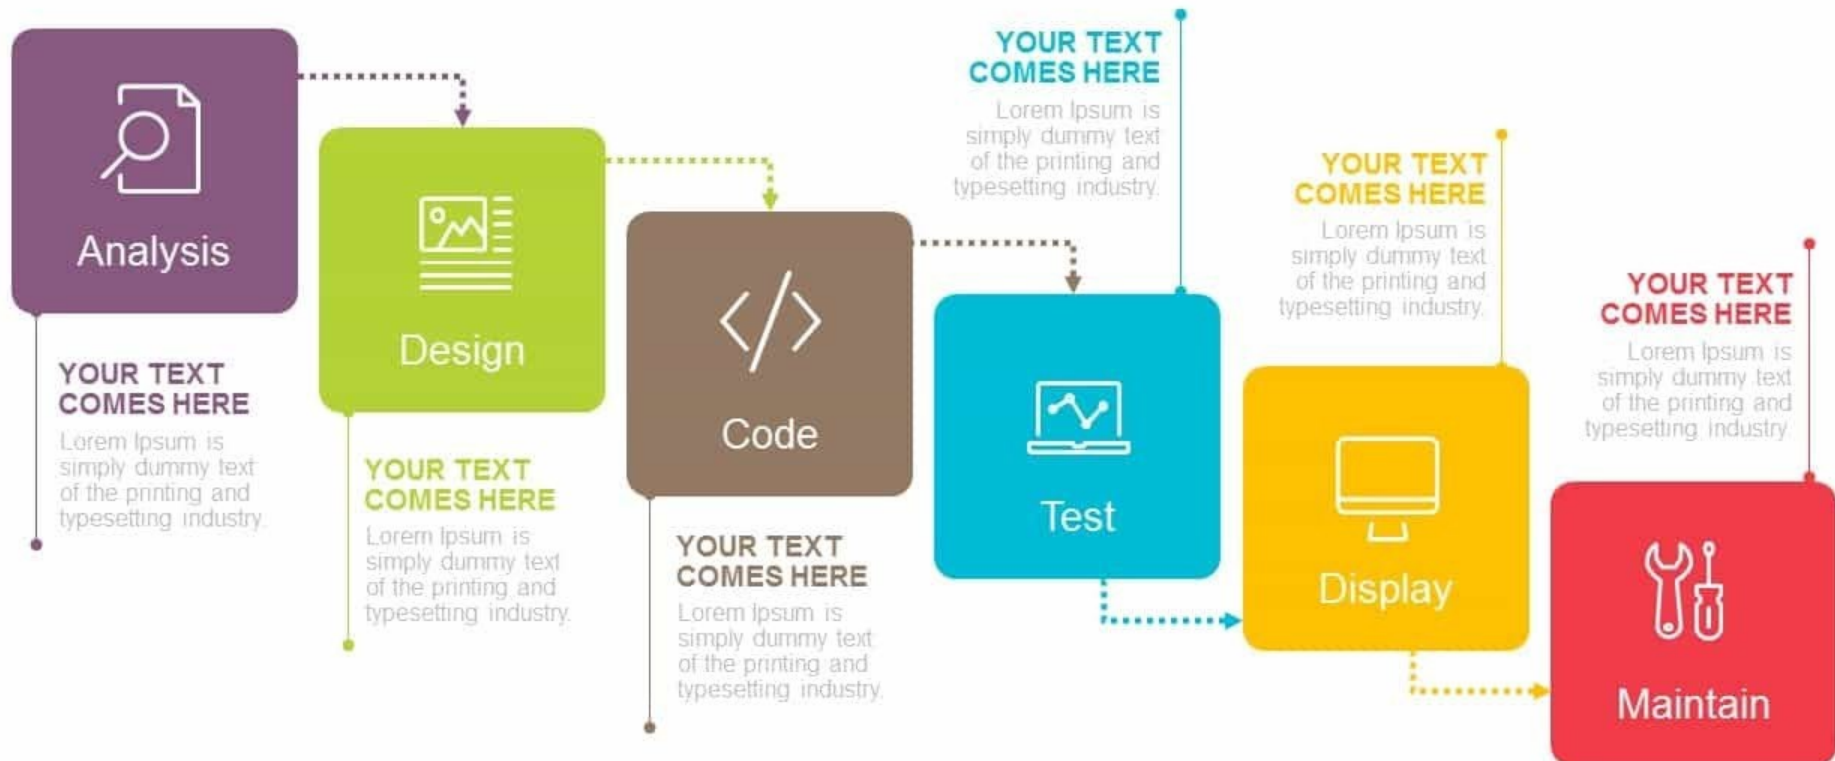 Analysis
YOUR TEXT
COMES HERE
Lorem Ipsum is
simply dummy text
of the printing and
typesetting industry.
Design
YOUR TEXT
COMES HERE
Lorem Ipsum is
simply dummy text
of the printing and
typesetting industry.
Code
YOUR TEXT
COMES HERE
Lorem Ipsum is
simply dummy text
of the printing and
typesetting industry.
YOUR TEXT
COMES HERE
Lorem Ipsum is
simply dummy text
of the printing and
typesetting industry.
Test
YOUR TEXT
COMES HERE
Lorem Ipsum is
simply dummy text
of the printing and
typesetting industry.
Display
YOUR TEXT
COMES HERE
Lorem Ipsum is
simply dummy text
of the printing and
typesetting industry.
Maintain